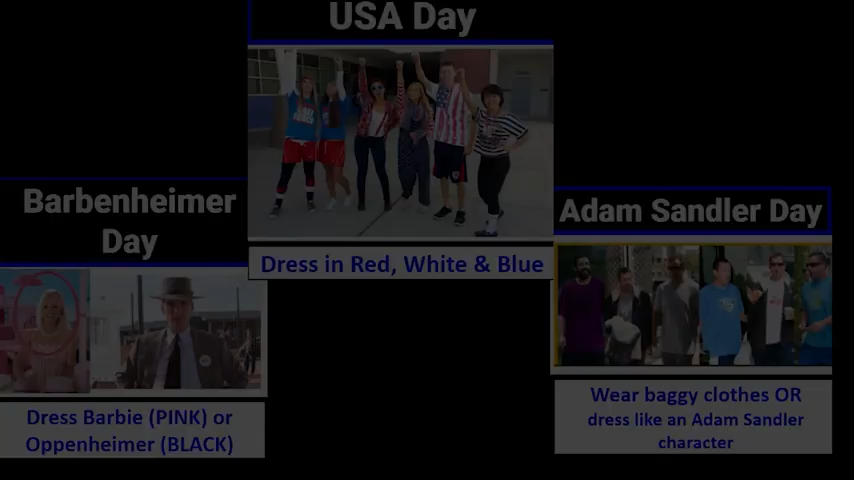 USA Day
Dress in Red, White & Blue
Barbenheimer
Day
Dress Barbie (PINK) or
Oppenheimer (BLACK)
Adam Sandler Day
Wear baggy clothes OR
dress like an Adam Sandler
character